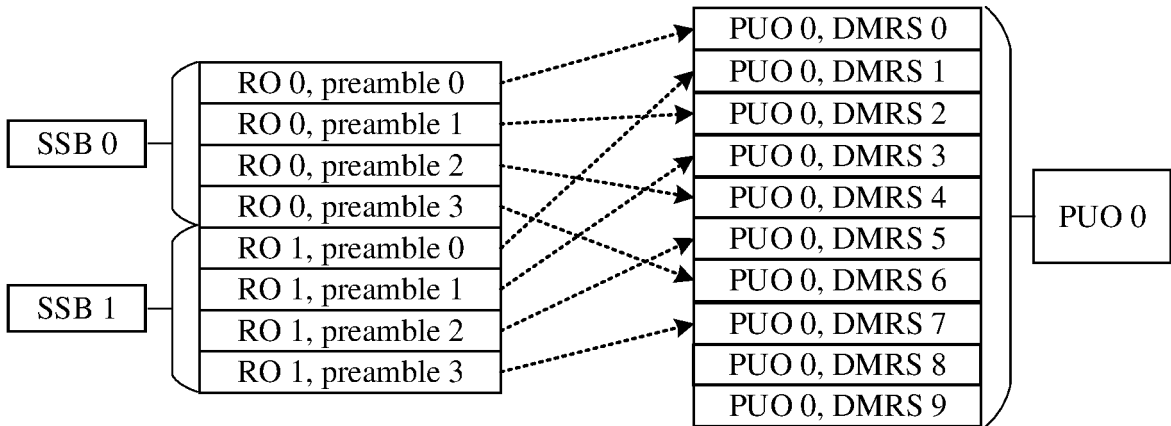 SSB 0
SSB 1
RO 0, preamble 0
RO 0, preamble 1
RO 0, preamble 2
RO 0, preamble 3
RO 1, preamble 0
RO 1, preamble 1
RO 1, preamble 2
RO 1, preamble 3
PUO 0, DMRS 0
PUO 0, DMRS 1
PUO 0, DMRS 2
PUO 0, DMRS 3
PUO 0, DMRS 4
PUO 0, DMRS 5
PUO 0, DMRS 6
PUO 0, DMRS 7
PUO 0, DMRS 8
PUO 0, DMRS 9
PUO 0